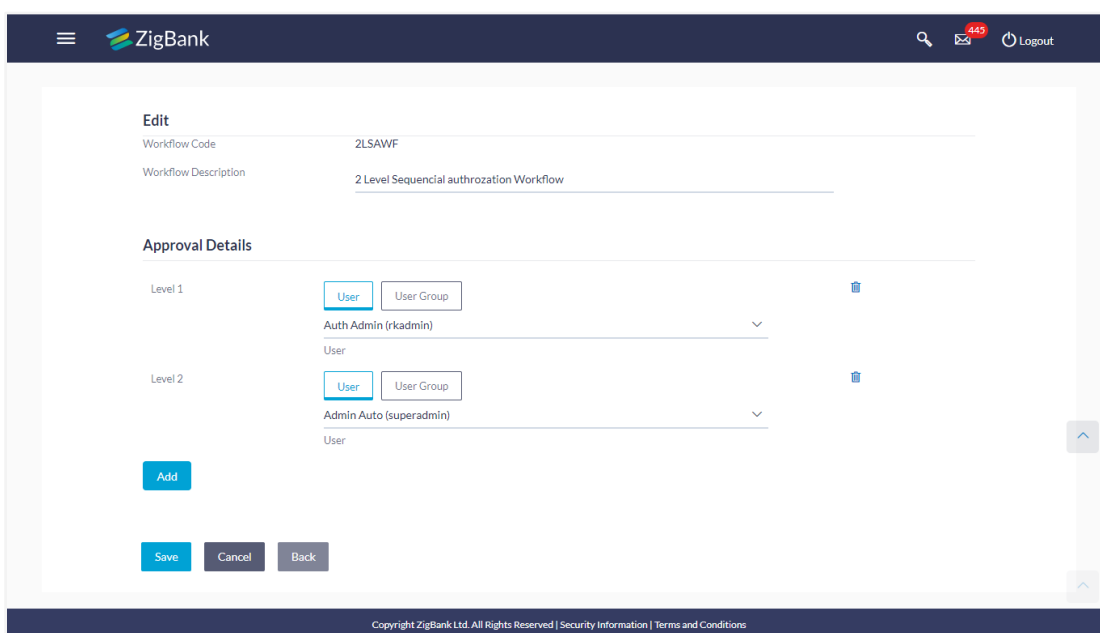 ZigBank
445
Logout
Edit
Workflow Code 2LSAWF
Workflow Description 2 Level Sequencial authrozation Workflow
Approval Details
Level 1 User User Group
Auth Admin (rkadmin)
User
Level 2 User User Group
Admin Auto (superadmin)
User
Add
Save Cancel Back
Copyright ZigBank Ltd. All Rights Reserved | Security Information | Terms and Conditions